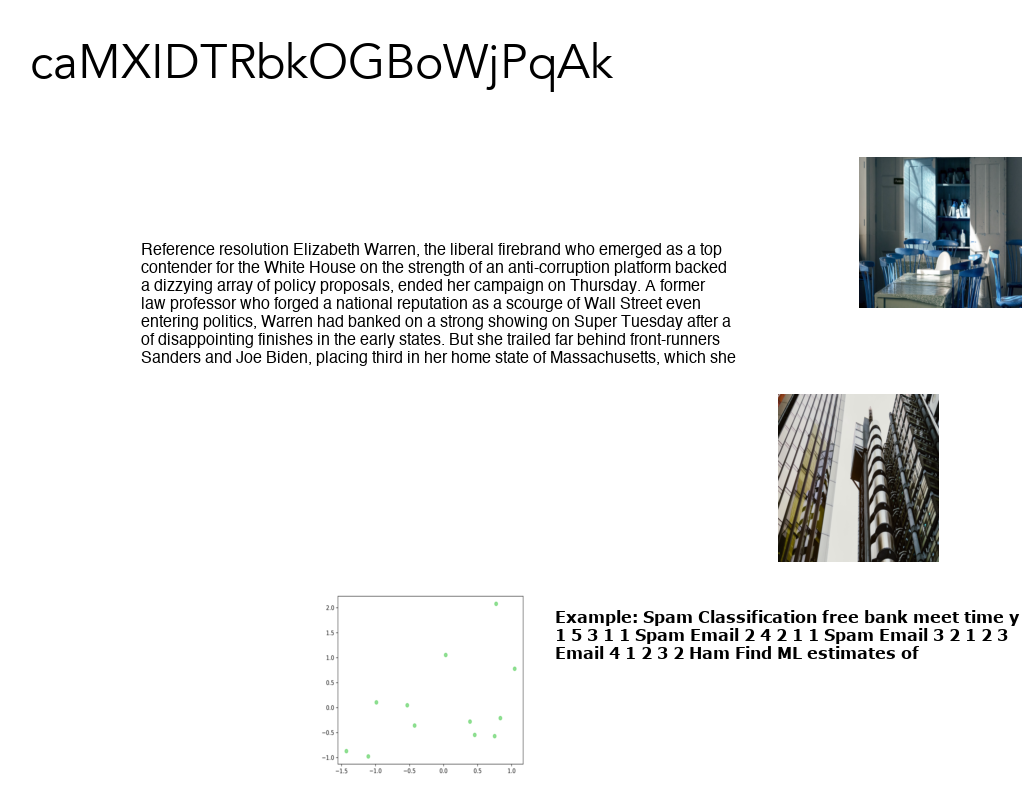 caMXIDTRbkOGBoWjPqAk
Reference resolution Elizabeth Warren, the liberal firebrand who emerged as a top
contender for the White House on the strength of an anti-corruption platform backed
a dizzying array of policy proposals, ended her campaign on Thursday. A former
law professor who forged a national reputation as a scourge of Wall Street even
entering politics, Warren had banked on a strong showing on Super Tuesday after a
of disappointing finishes in the early states. But she trailed far behind front-runners
Sanders and Joe Biden, placing third in her home state of Massachusetts, which she
Example: Spam Classification free bank meet time y
1 5 3 1 1 Spam Email 2 4 2 1 1 Spam Email 3 2 1 2 3
Email 4 1 2 3 2 Ham Find ML estimates of
2.0
1.5
1.0
0.5
0.0
−0.5
−1.0
−1.5 −1.0 −0.5 0.0 0.5 1.0